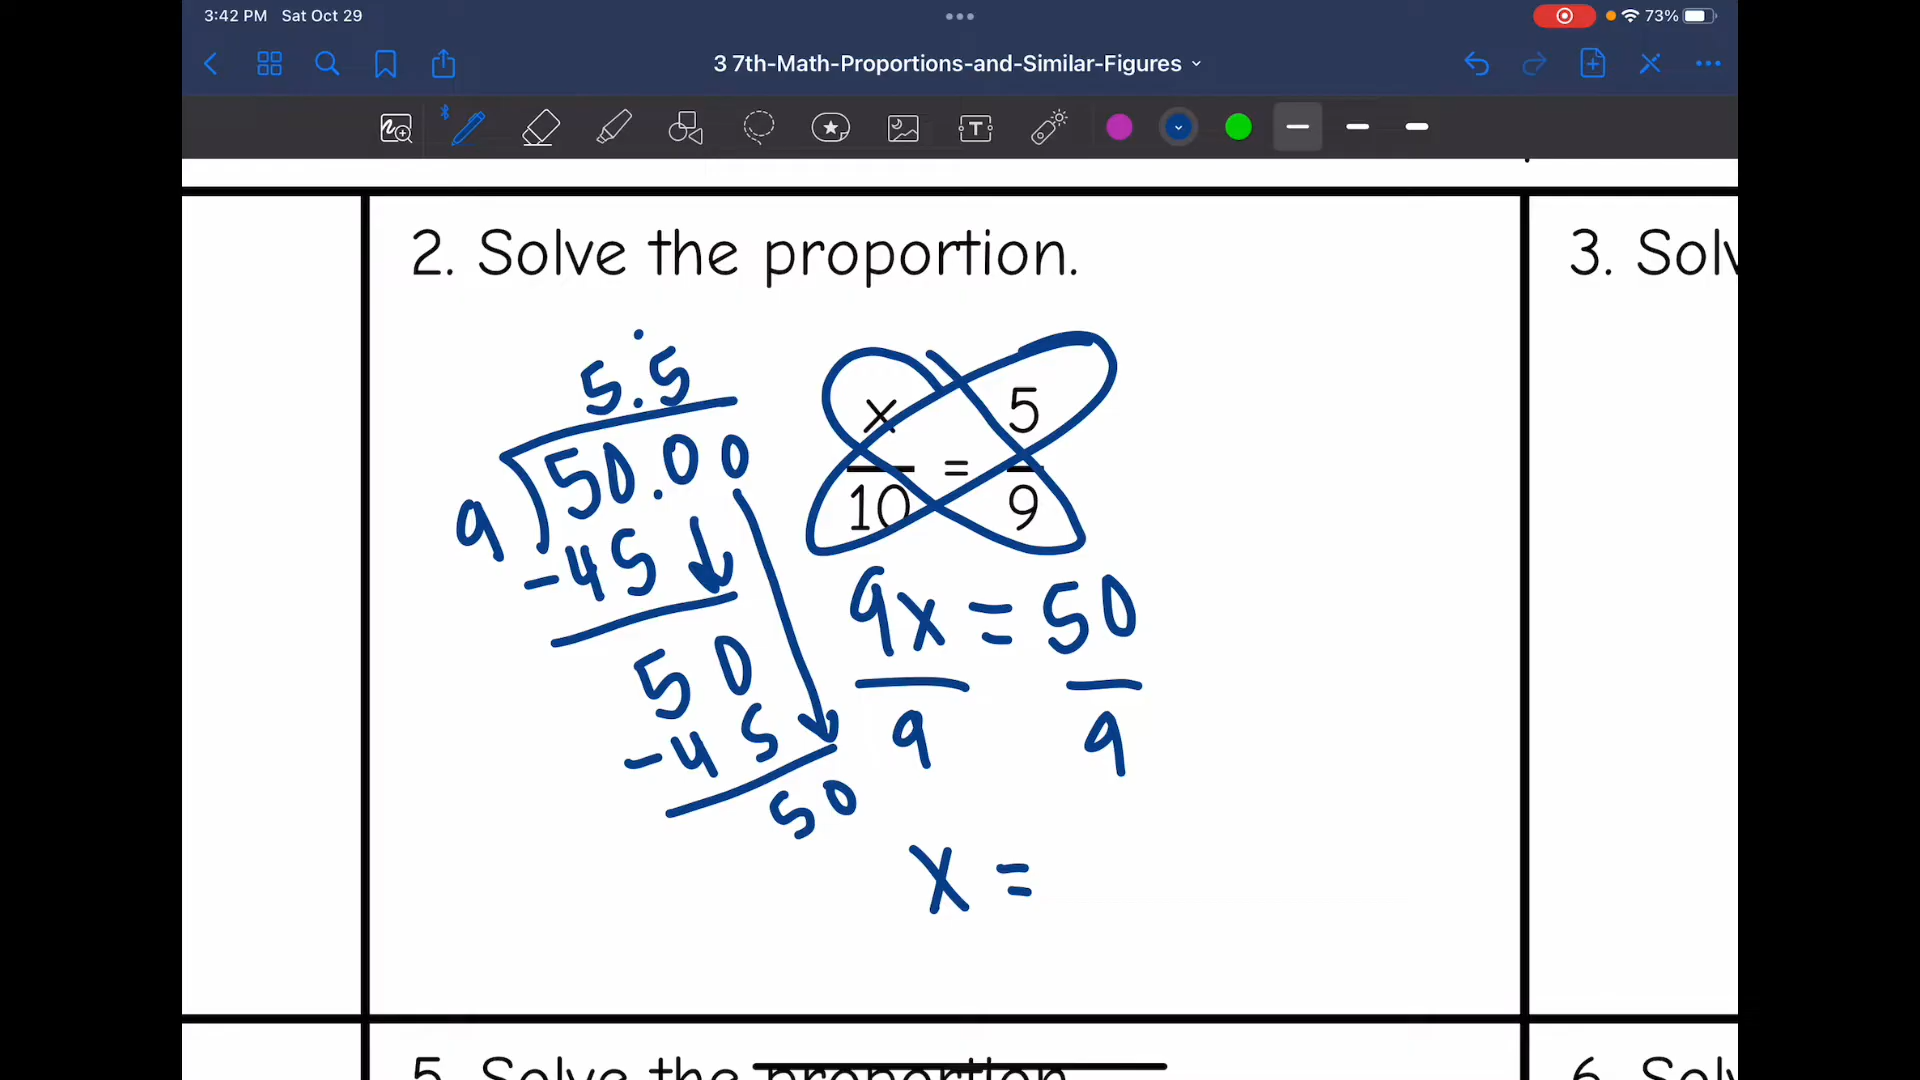 3:42 PM Sat Oct 29
73%
3 7th-Math-Proportions-and-Similar-Figures
T
2. Solve the proportion.
3. Solv
5.5
9 50.00
-45
50
-45
50
x/10 = 5/9
9x = 50
9 9
x =
5. Solve the proportion.
6. Solv